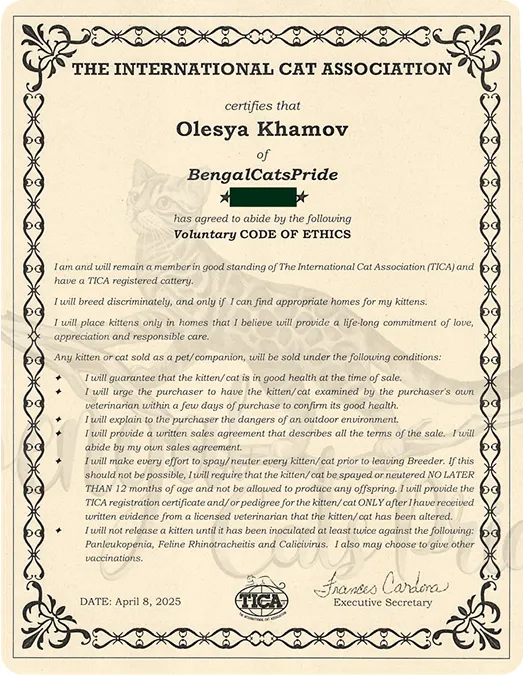 THE INTERNATIONAL CAT ASSOCIATION
certifies that
Olesya Khamov
of
BengalCatsPride
has agreed to abide by the following
Voluntary CODE OF ETHICS
I am and will remain a member in good standing of The International Cat Association (TICA) and
have a TICA registered cattery.
I will breed discriminately, and only if I can find appropriate homes for my kittens.
I will place kittens only in homes that I believe will provide a life-long commitment of love,
appreciation and responsible care.
Any kitten or cat sold as a pet/companion, will be sold under the following conditions:
✦ I will guarantee that the kitten/cat is in good health at the time of sale.
✦ I will urge the purchaser to have the kitten/cat examined by the purchaser's own
veterinarian within a few days of purchase to confirm its good health.
✦ I will explain to the purchaser the dangers of an outdoor environment.
✦ I will provide a written sales agreement that describes all the terms of the sale. I will
abide by my own sales agreement.
✦ I will make every effort to spay/neuter every kitten/cat prior to leaving Breeder. If this
should not be possible, I will require that the kitten/cat be spayed or neutered NO LATER
THAN 12 months of age and not be allowed to produce any offspring. I will provide the
TICA registration certificate and/or pedigree for the kitten/cat ONLY after I have received
written evidence from a licensed veterinarian that the kitten/cat has been altered.
✦ I will not release a kitten until it has been inoculated at least twice against the following:
Panleukopenia, Feline Rhinotracheitis and Calicivirus. I also may choose to give other
vaccinations.
DATE: April 8, 2025
TICA
THE INTERNATIONAL CAT ASSOCIATION
Frances Cardona
Executive Secretary